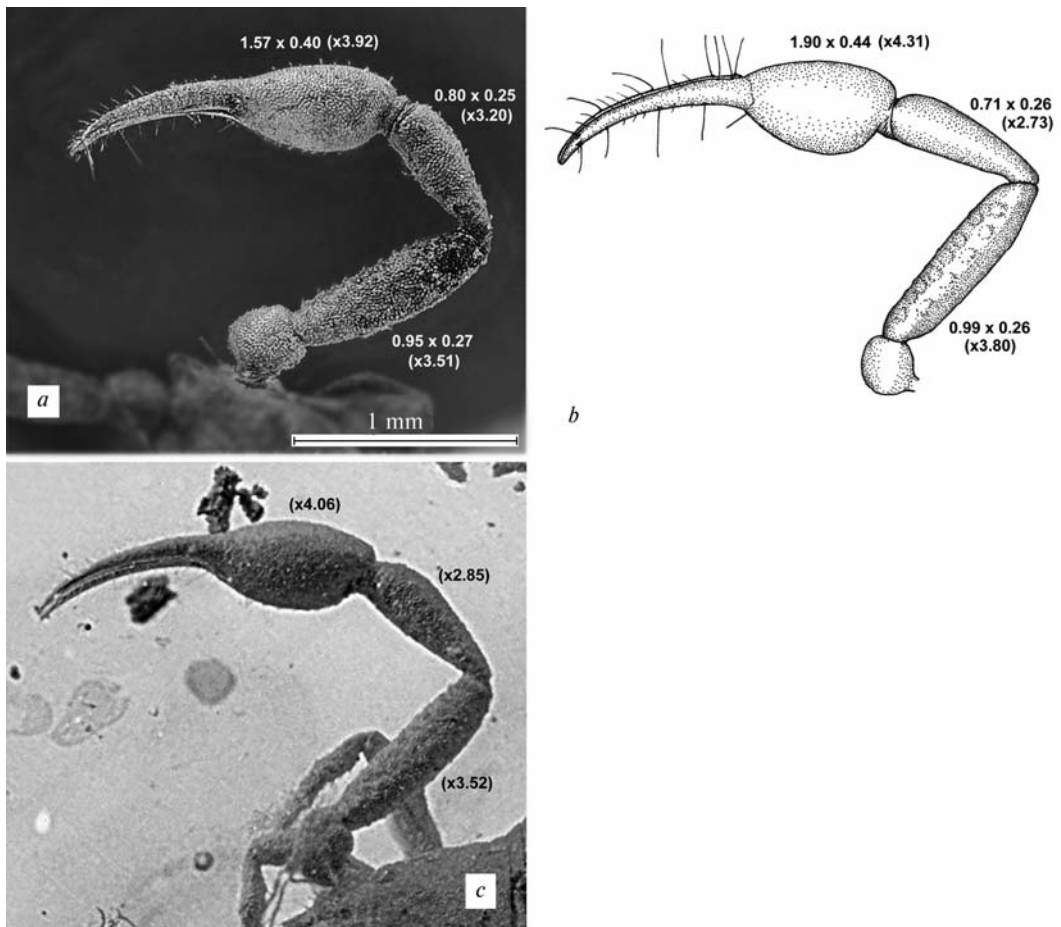 1.57 x 0.40 (x3.92)
0.80 x 0.25
(x3.20)
0.95 x 0.27
(x3.51)
a
1 mm
1.90 x 0.44 (x4.31)
0.71 x 0.26
(x2.73)
0.99 x 0.26
(x3.80)
b
(x4.06)
(x2.85)
(x3.52)
c